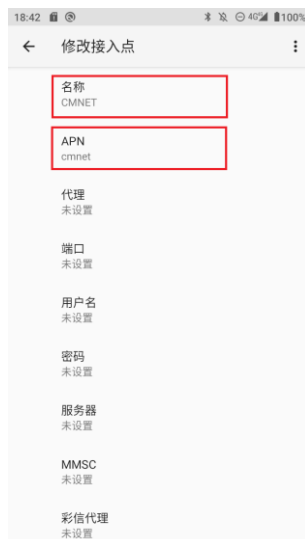 18:42 4G 100%
修改接入点
名称
CMNET
APN
cmnet
代理
未设置
端口
未设置
用户名
未设置
密码
未设置
服务器
未设置
MMSC
未设置
彩信代理
未设置